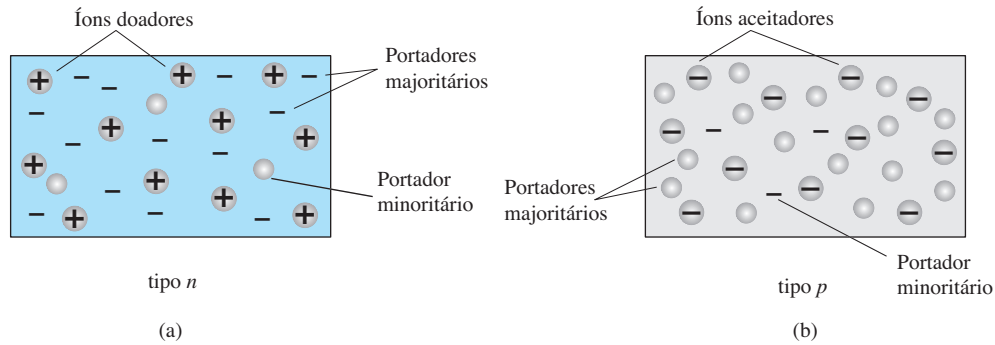 Íons doadores
Portadores
majoritários
Portador
minoritário
tipo n
(a)
Íons aceitadores
Portadores
majoritários
Portador
minoritário
tipo p
(b)